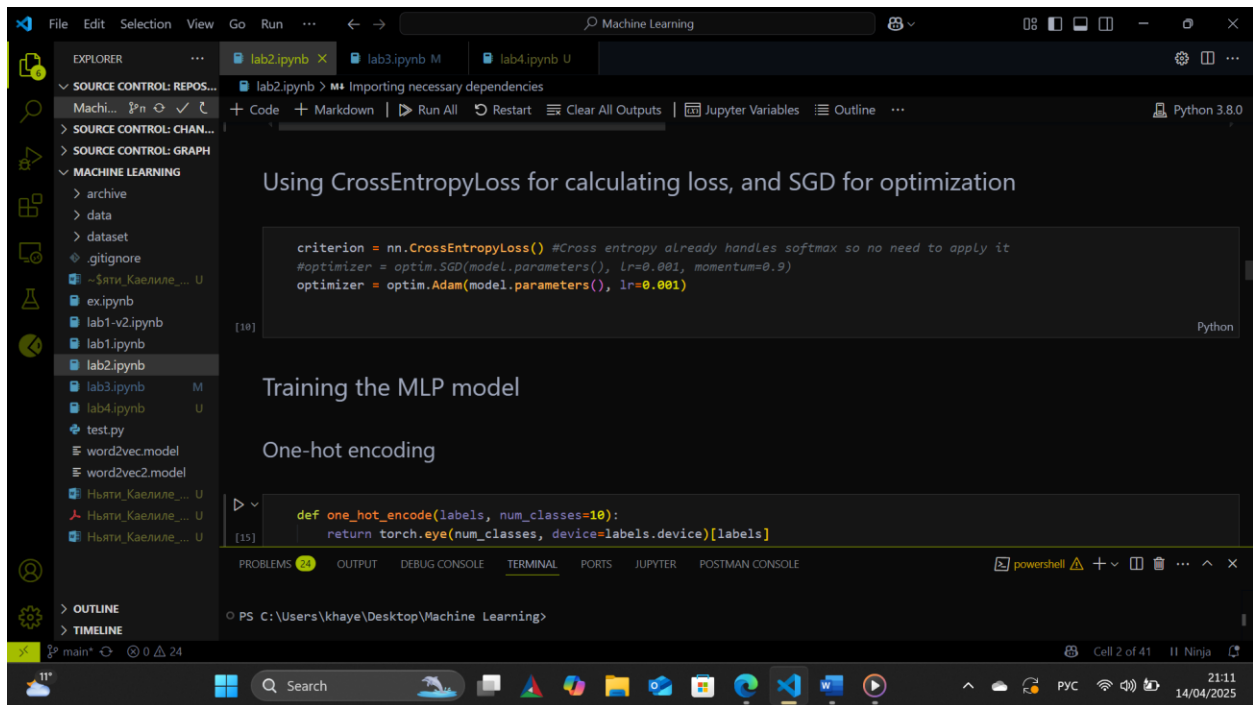 File Edit Selection View Go Run ··· Machine Learning
EXPLORER ···
SOURCE CONTROL: REPOS...
Machi...
SOURCE CONTROL: CHAN...
SOURCE CONTROL: GRAPH
MACHINE LEARNING
archive
data
dataset
.gitignore
~$яти_Каелиле_... U
ex.ipynb
lab1-v2.ipynb
lab1.ipynb
lab2.ipynb
lab3.ipynb M
lab4.ipynb U
test.py
word2vec.model
word2vec2.model
Ньяти_Каелиле_... U
Ньяти_Каелиле_... U
Ньяти_Каелиле_... U
OUTLINE
TIMELINE
lab2.ipynb lab3.ipynb M lab4.ipynb U
lab2.ipynb > M↓ Importing necessary dependencies
+ Code + Markdown | Run All Restart Clear All Outputs | Jupyter Variables Outline ··· Python 3.8.0
Using CrossEntropyLoss for calculating loss, and SGD for optimization
criterion = nn.CrossEntropyLoss() #Cross entropy already handles softmax so no need to apply it
#optimizer = optim.SGD(model.parameters(), lr=0.001, momentum=0.9)
optimizer = optim.Adam(model.parameters(), lr=0.001)
[10] Python
Training the MLP model
One-hot encoding
def one_hot_encode(labels, num_classes=10):
[15] return torch.eye(num_classes, device=labels.device)[labels]
PROBLEMS 24 OUTPUT DEBUG CONSOLE TERMINAL PORTS JUPYTER POSTMAN CONSOLE powershell
PS C:\Users\khaye\Desktop\Machine Learning>
main* 0 24 Cell 2 of 41 Ninja
11° Search РУС 21:11
14/04/2025